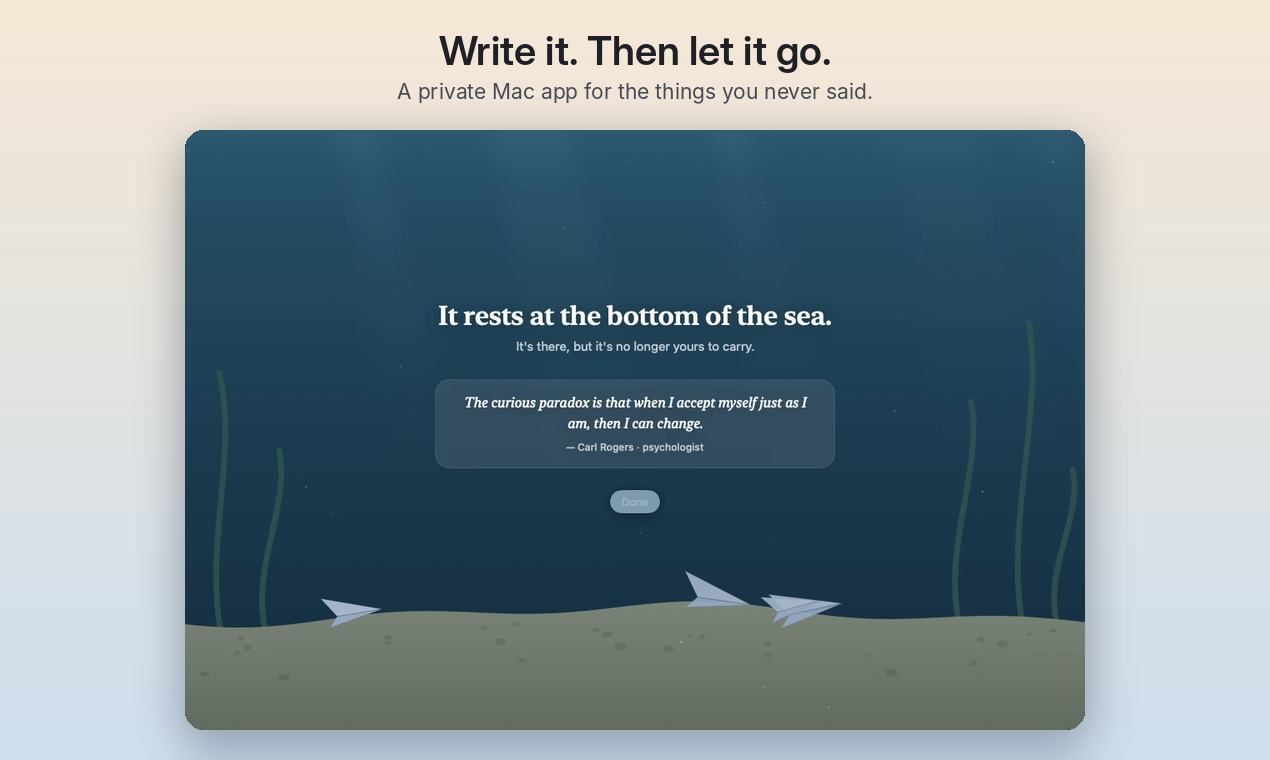 Write it. Then let it go.
A private Mac app for the things you never said.
It rests at the bottom of the sea.
It's there, but it's no longer yours to carry.
The curious paradox is that when I accept myself just as I
am, then I can change.
— Carl Rogers · psychologist
Done